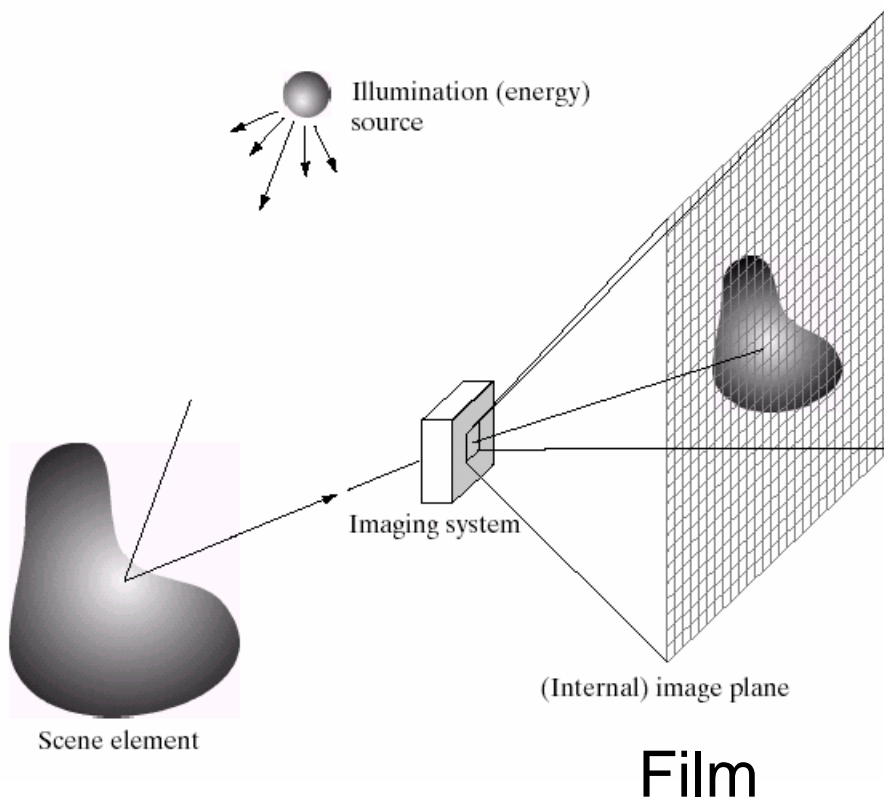 Illumination (energy)
source
Imaging system
(Internal) image plane
Scene element
Film